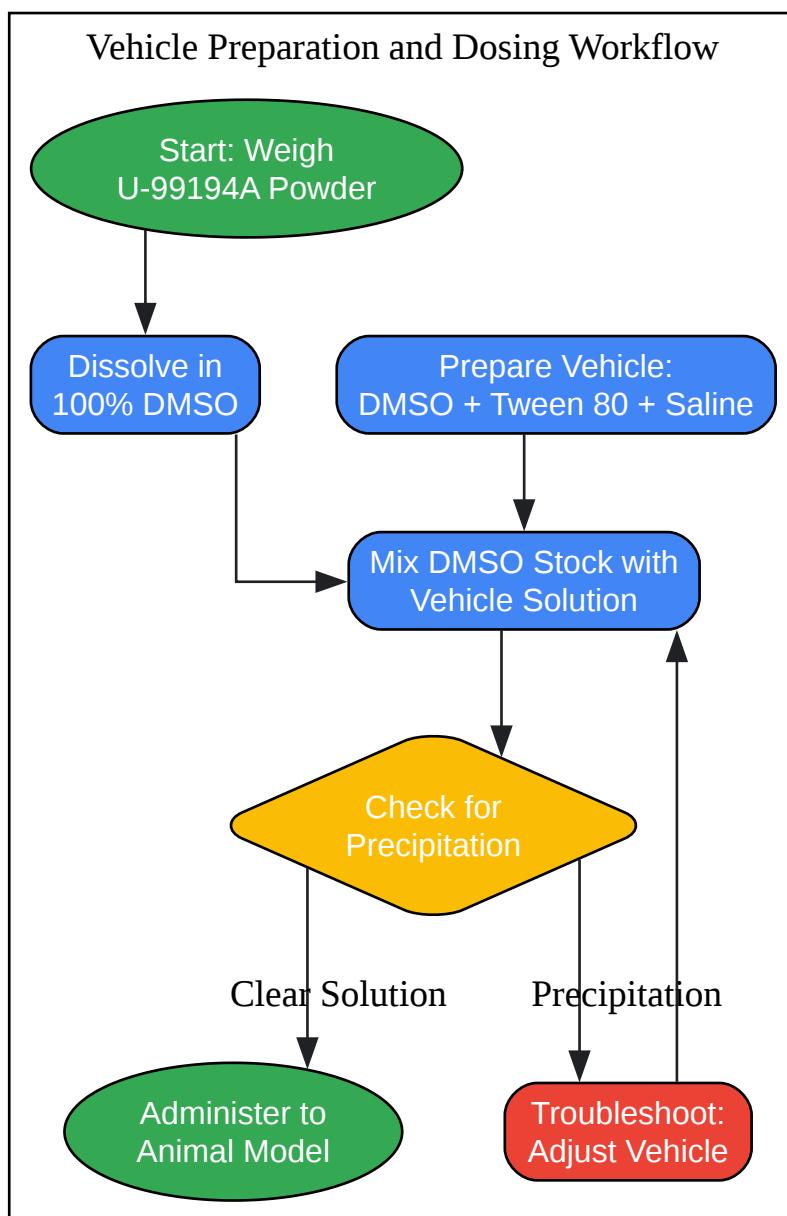 Vehicle Preparation and Dosing Workflow
Start: Weigh
U-99194A Powder
Dissolve in
100% DMSO
Prepare Vehicle:
DMSO + Tween 80 + Saline
Mix DMSO Stock with
Vehicle Solution
Check for
Precipitation
Clear Solution
Precipitation
Administer to
Animal Model
Troubleshoot:
Adjust Vehicle